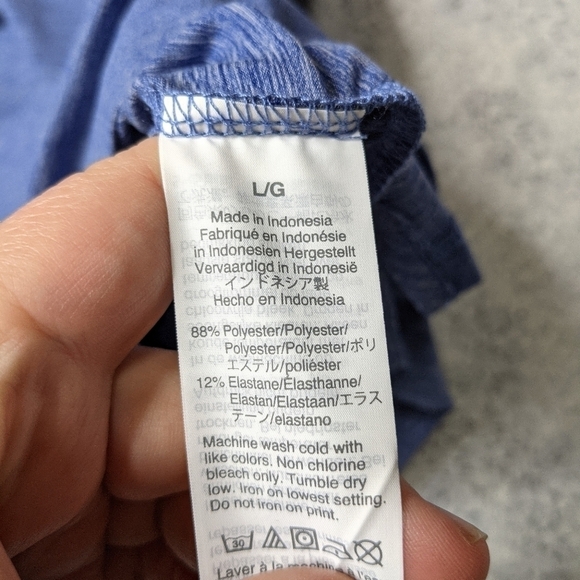 L/G
Made in Indonesia
Fabriqué en Indonésie
in Indonesien Hergestellt
Vervaardigd in Indonesië
インドネシア製
Hecho en Indonesia
88% Polyester/Polyester/
Polyester/Polyester/ポリ
エステル/poliéster
12% Elastane/Élasthanne/
Elastan/Elastaan/エラス
テーン/elastano
Machine wash cold with
like colors. Non chlorine
bleach only. Tumble dry
low. Iron on lowest setting.
Do not iron on print.
30
Laver à la machine à